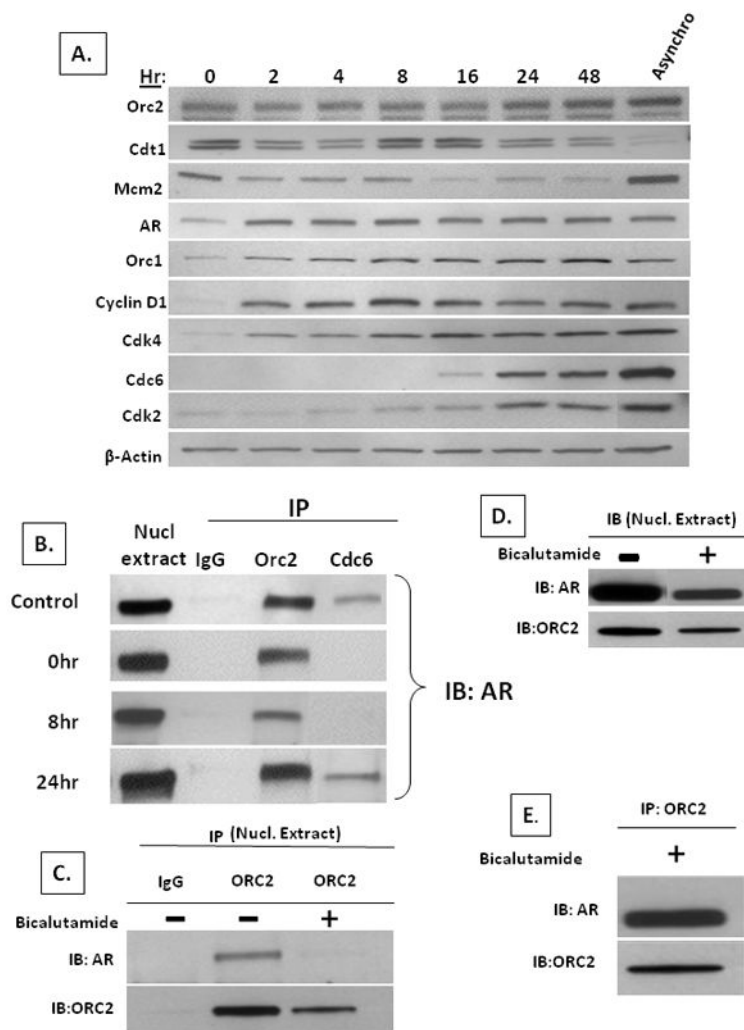 A.
Hr: 0 2 4 8 16 24 48 Asynchro
Orc2
Cdt1
Mcm2
AR
Orc1
Cyclin D1
Cdk4
Cdc6
Cdk2
β-Actin
B.
IP
Nucl extract IgG Orc2 Cdc6
Control
0hr
8hr
24hr
IB: AR
C.
IP (Nucl. Extract)
IgG ORC2 ORC2
Bicalutamide - - +
IB: AR
IB:ORC2
D.
IB (Nucl. Extract)
Bicalutamide - +
IB: AR
IB:ORC2
E.
IP: ORC2
Bicalutamide +
IB: AR
IB:ORC2